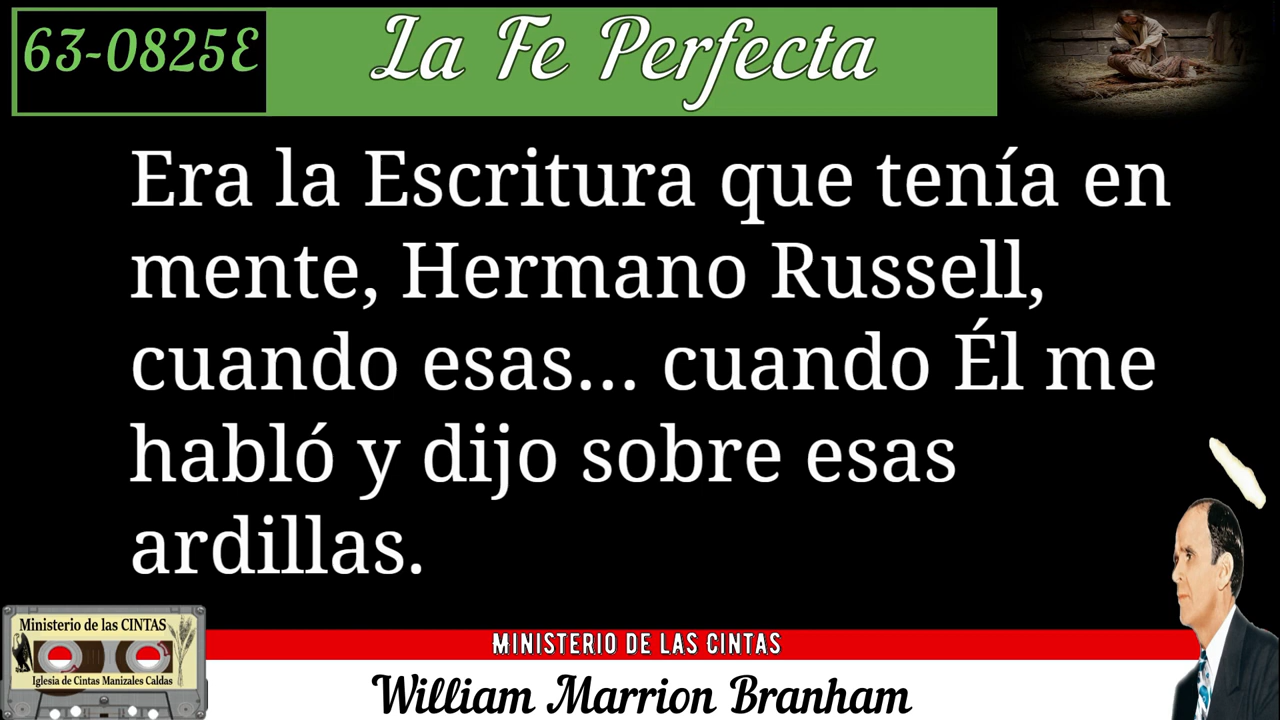 63-0825E
La Fe Perfecta
Era la Escritura que tenía en
mente, Hermano Russell,
cuando esas... cuando Él me
habló y dijo sobre esas
ardillas.
Ministerio de las CINTAS
Iglesia de Cintas Manizales Caldas
MINISTERIO DE LAS CINTAS
William Marrion Branham